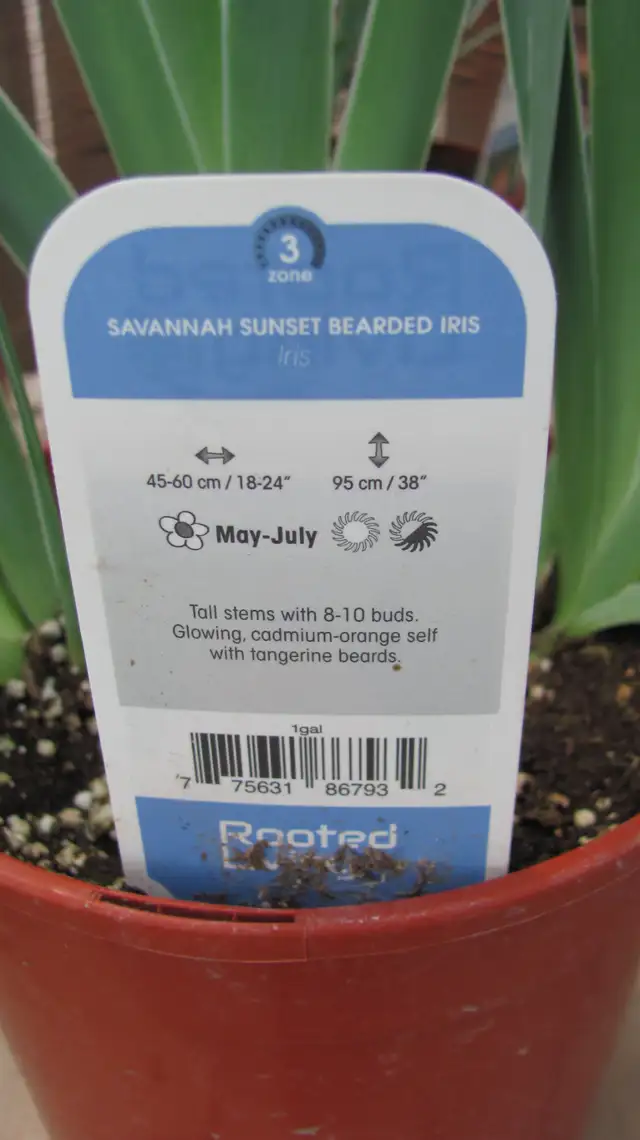 3
zone
SAVANNAH SUNSET BEARDED IRIS
Iris
45-60 cm / 18-24" 95 cm / 38"
May-July
Tall stems with 8-10 buds.
Glowing, cadmium-orange self
with tangerine beards.
1gal
7 75631 86793 2
Rooted